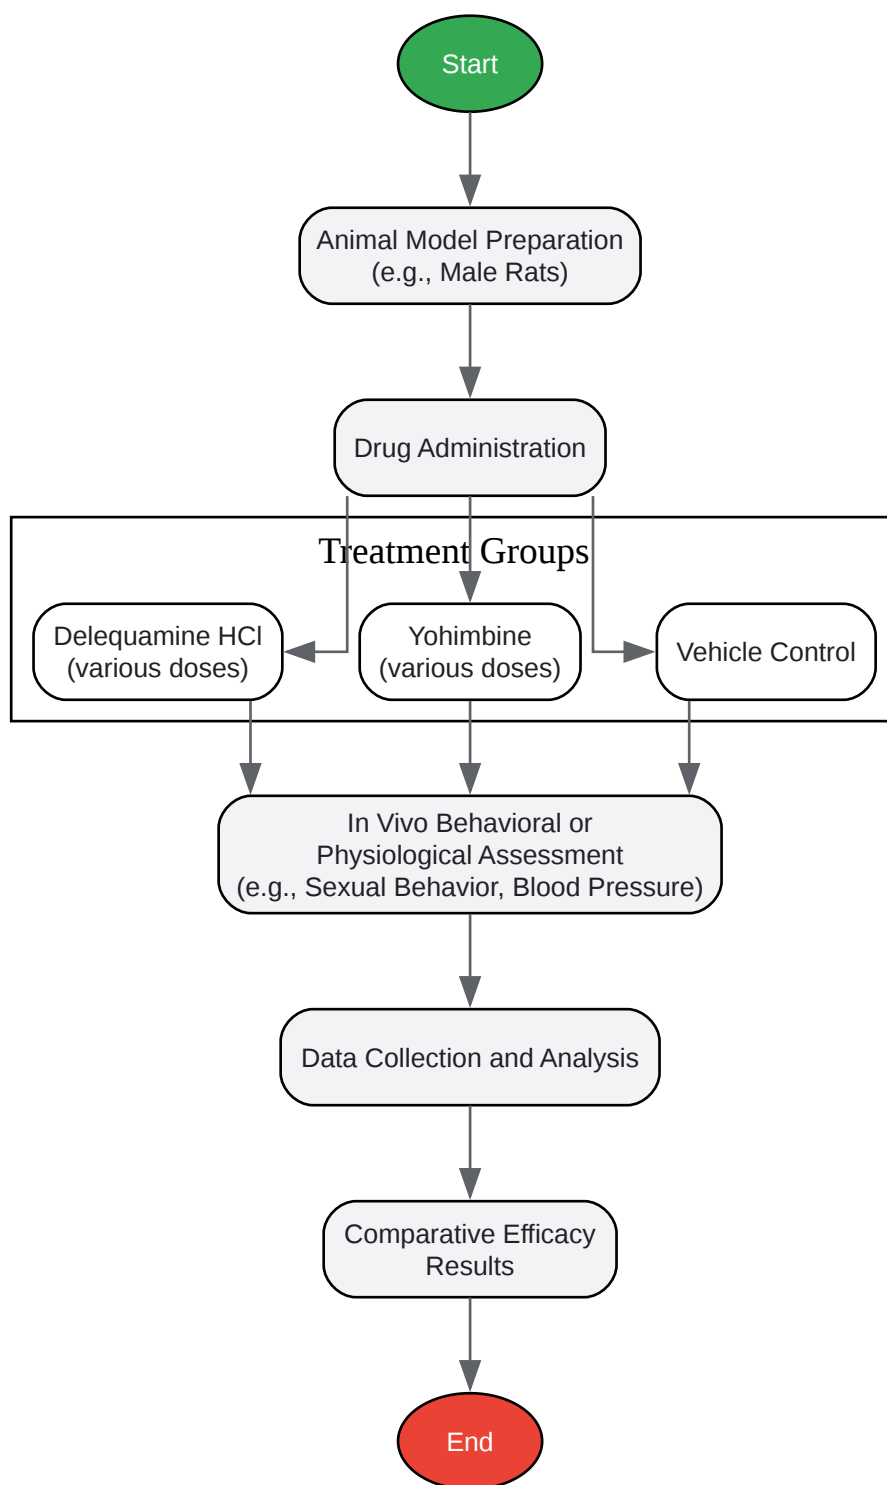 Start
Animal Model Preparation
(e.g., Male Rats)
Drug Administration
Treatment Groups
Delequamine HCl
(various doses)
Yohimbine
(various doses)
Vehicle Control
In Vivo Behavioral or
Physiological Assessment
(e.g., Sexual Behavior, Blood Pressure)
Data Collection and Analysis
Comparative Efficacy
Results
End